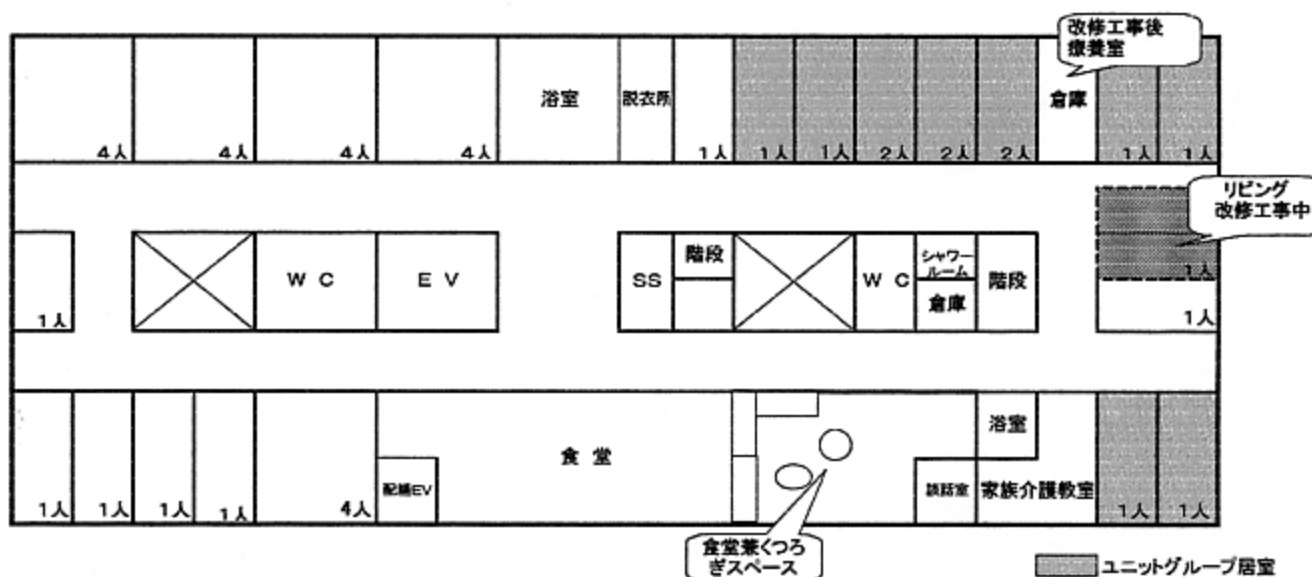 改修工事後
療養室
浴室
脱衣所
倉庫
4人
4人
4人
4人
1人
1人
1人
2人
2人
2人
1人
1人
リビング
改修工事中
WC
EV
SS
階段
WC
シャワー
ルーム
倉庫
階段
1人
1人
1人
食堂
配膳EV
浴室
談話室
家族介護教室
1人
1人
1人
1人
4人
1人
1人
食堂兼くつろ
ぎスペース
ユニットグループ居室